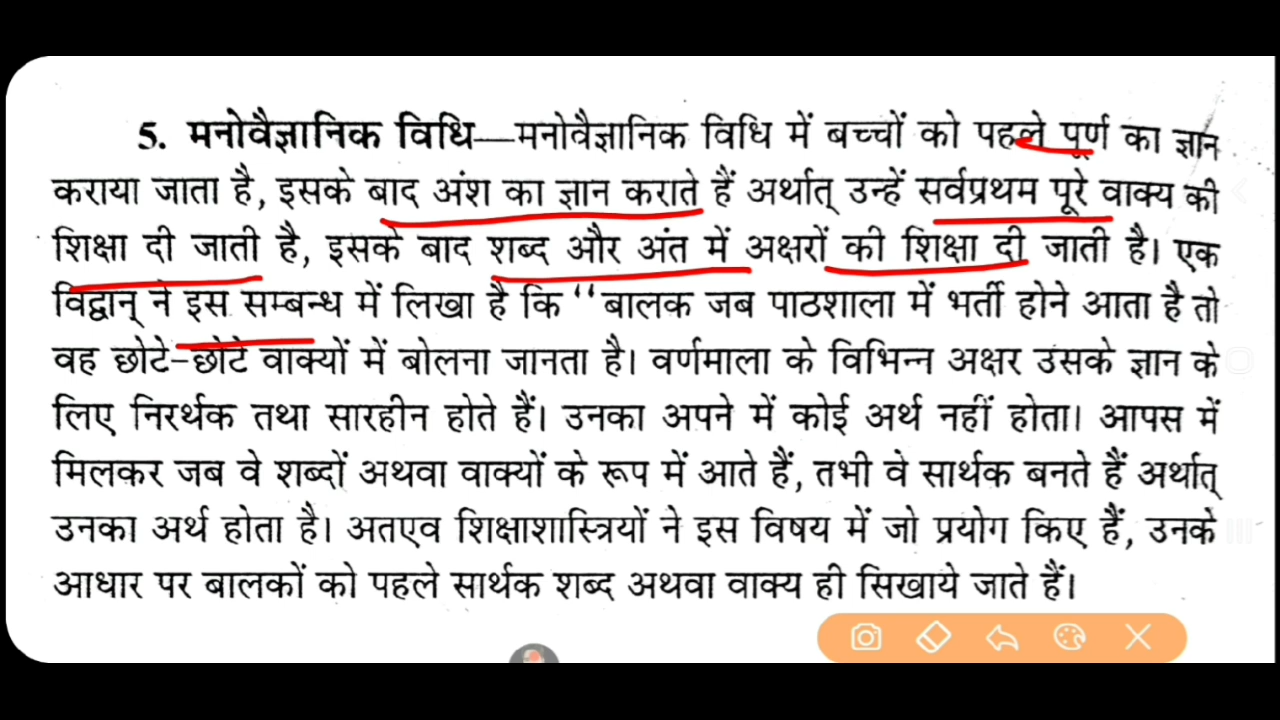 5. मनोवैज्ञानिक विधि—मनोवैज्ञानिक विधि में बच्चों को पहले पूर्ण का ज्ञान
कराया जाता है, इसके बाद अंश का ज्ञान कराते हैं अर्थात् उन्हें सर्वप्रथम पूरे वाक्य की
शिक्षा दी जाती है, इसके बाद शब्द और अंत में अक्षरों की शिक्षा दी जाती है। एक
विद्वान् ने इस सम्बन्ध में लिखा है कि ‘‘बालक जब पाठशाला में भर्ती होने आता है तो
वह छोटे-छोटे वाक्यों में बोलना जानता है। वर्णमाला के विभिन्न अक्षर उसके ज्ञान के
लिए निरर्थक तथा सारहीन होते हैं। उनका अपने में कोई अर्थ नहीं होता। आपस में
मिलकर जब वे शब्दों अथवा वाक्यों के रूप में आते हैं, तभी वे सार्थक बनते हैं अर्थात्
उनका अर्थ होता है। अतएव शिक्षाशास्त्रियों ने इस विषय में जो प्रयोग किए हैं, उनके
आधार पर बालकों को पहले सार्थक शब्द अथवा वाक्य ही सिखाये जाते हैं।